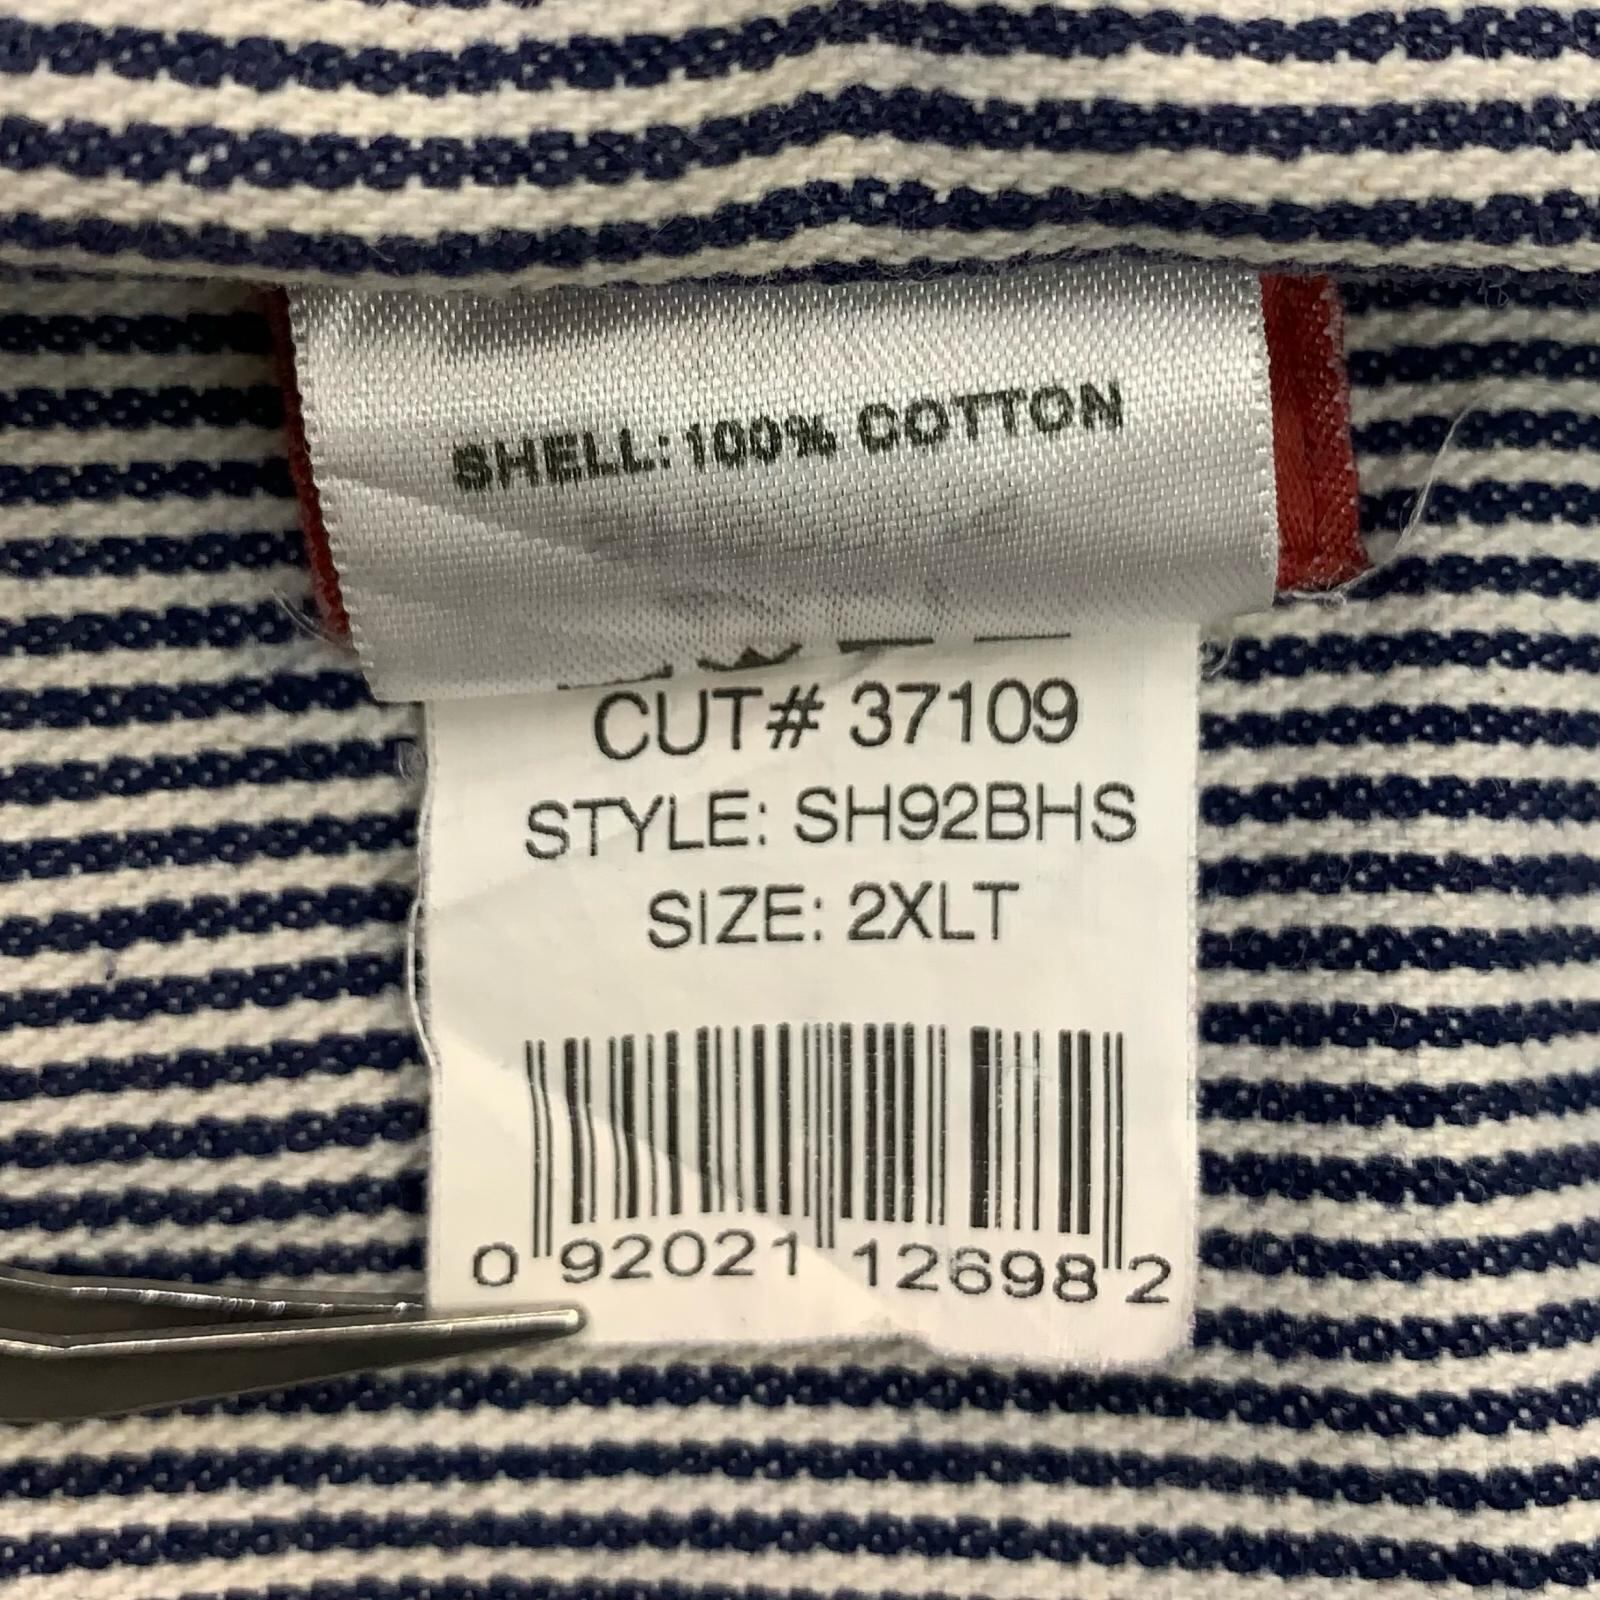 SHELL: 100% COTTON
CUT# 37109
STYLE: SH92BHS
SIZE: 2XLT
0 92021 12698 2